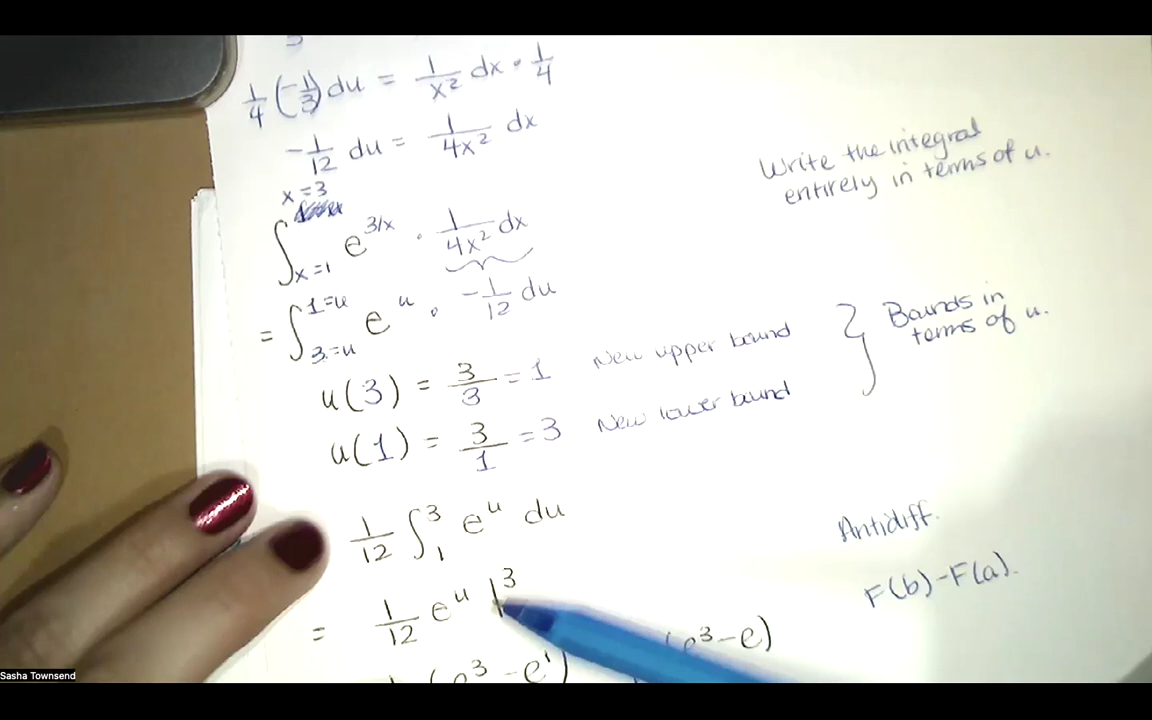 1/4 (-1/3) du = 1/x² dx · 1/4
-1/12 du = 1/4x² dx
Write the integral
entirely in terms of u.
x=3
∫ e^3/x · 1/4x² dx
x=1
1=u
= ∫ e^u · -1/12 du
3=u
Bounds in
terms of u.
u(3) = 3/3 = 1 New upper bound
u(1) = 3/1 = 3 New lower bound
1/12 ∫₁³ e^u du
Antidiff.
= 1/12 e^u |³
F(b)-F(a).
(e³-e¹) (e³-e)
Sasha Townsend